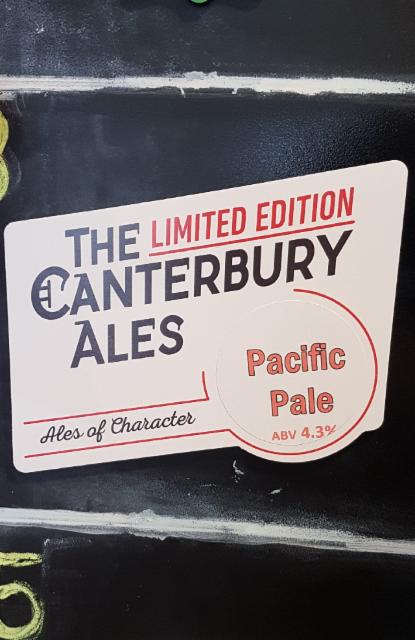 THE LIMITED EDITION
CANTERBURY
ALES
Pacific
Pale
ABV 4.3%
Ales of Character